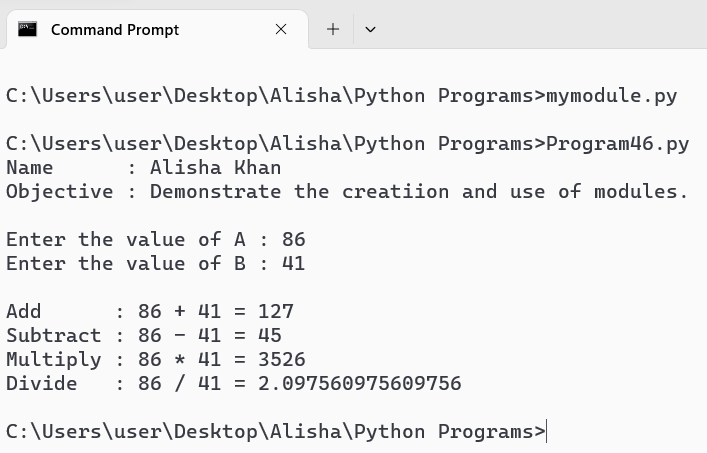 Command Prompt
C:\Users\user\Desktop\Alisha\Python Programs>mymodule.py
C:\Users\user\Desktop\Alisha\Python Programs>Program46.py
Name      : Alisha Khan
Objective : Demonstrate the creatiion and use of modules.
Enter the value of A : 86
Enter the value of B : 41
Add      : 86 + 41 = 127
Subtract : 86 - 41 = 45
Multiply : 86 * 41 = 3526
Divide   : 86 / 41 = 2.097560975609756
C:\Users\user\Desktop\Alisha\Python Programs>